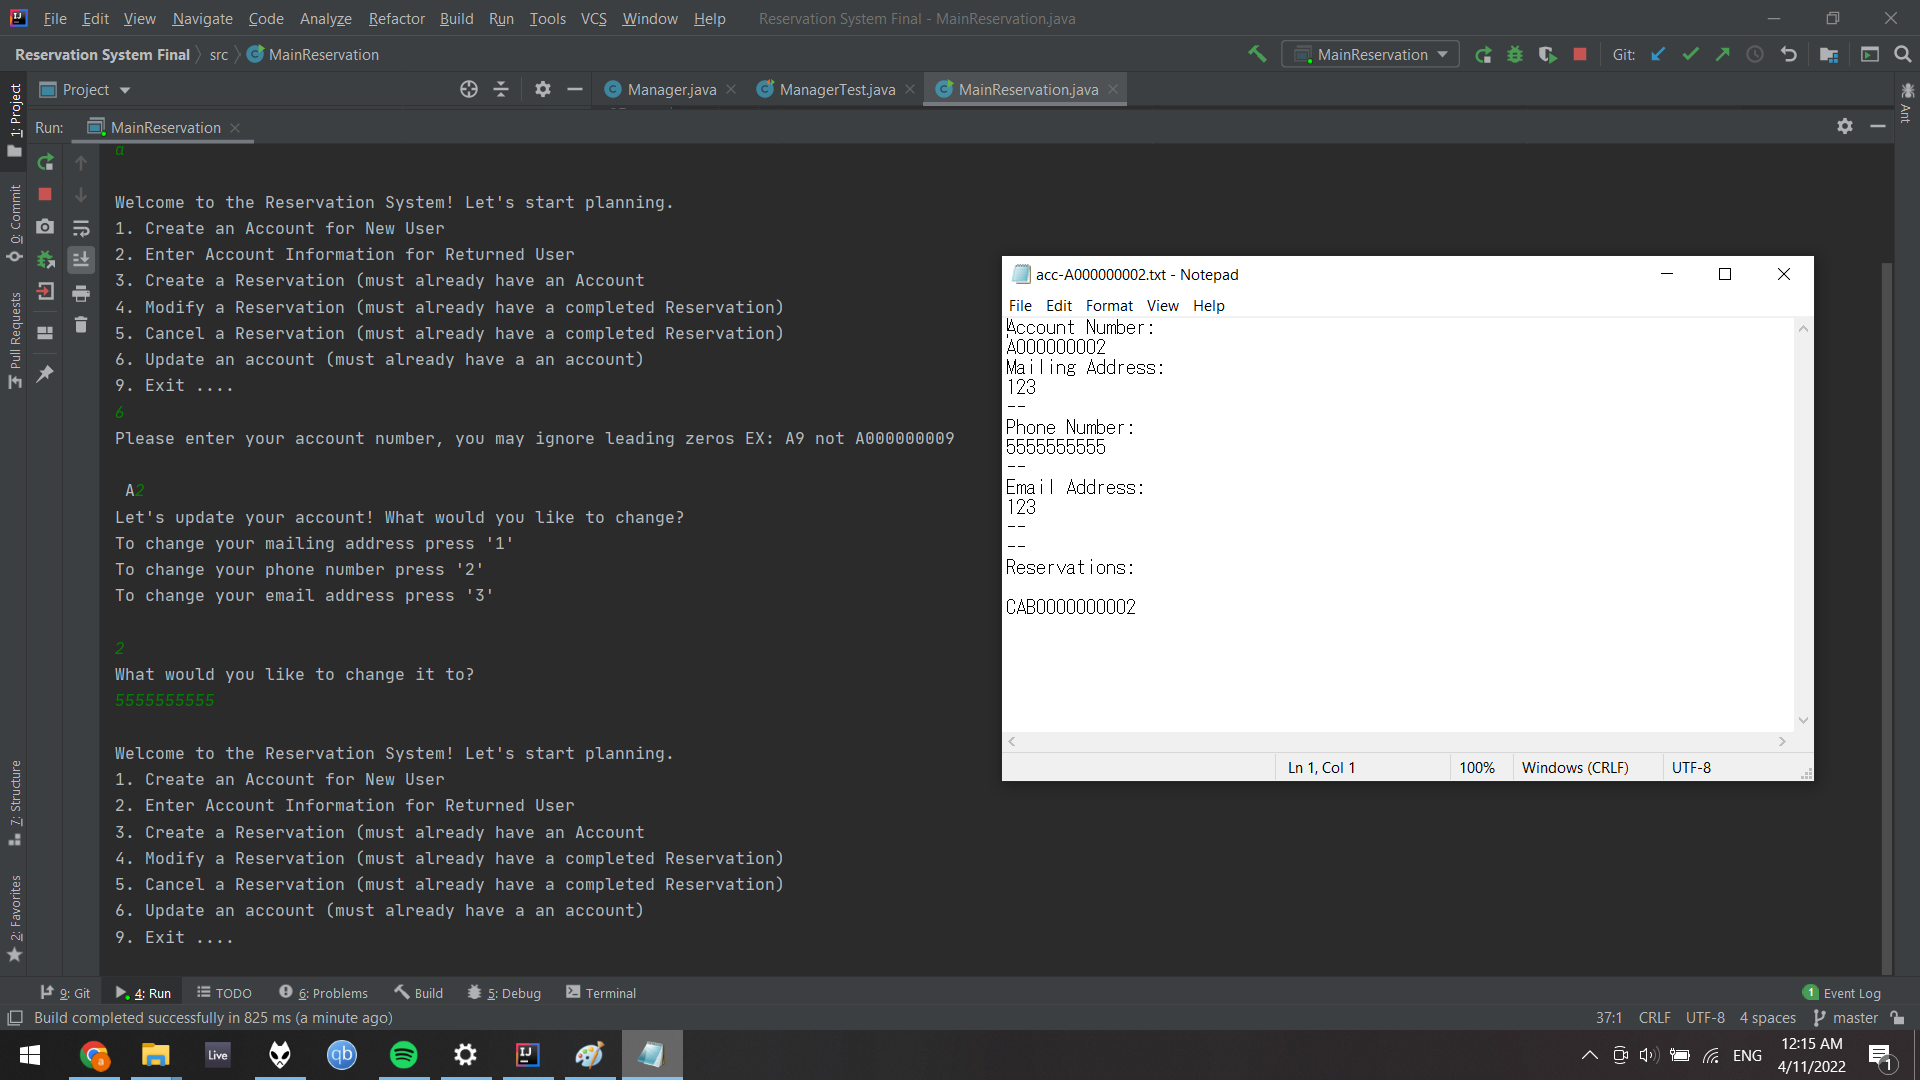 File Edit View Navigate Code Analyze Refactor Build Run Tools VCS Window Help Reservation System Final - MainReservation.java
Reservation System Final src MainReservation MainReservation Git:
Project Manager.java ManagerTest.java MainReservation.java
Run: MainReservation
1: Project
0: Commit
Pull Requests
7: Structure
2: Favorites
Ant
a
Welcome to the Reservation System! Let's start planning.
1. Create an Account for New User
2. Enter Account Information for Returned User
3. Create a Reservation (must already have an Account
4. Modify a Reservation (must already have a completed Reservation)
5. Cancel a Reservation (must already have a completed Reservation)
6. Update an account (must already have a an account)
9. Exit ....
6
Please enter your account number, you may ignore leading zeros EX: A9 not A000000009
A2
Let's update your account! What would you like to change?
To change your mailing address press '1'
To change your phone number press '2'
To change your email address press '3'
2
What would you like to change it to?
5555555555
Welcome to the Reservation System! Let's start planning.
1. Create an Account for New User
2. Enter Account Information for Returned User
3. Create a Reservation (must already have an Account
4. Modify a Reservation (must already have a completed Reservation)
5. Cancel a Reservation (must already have a completed Reservation)
6. Update an account (must already have a an account)
9. Exit ....
acc-A000000002.txt - Notepad
File Edit Format View Help
Account Number:
A000000002
Mailing Address:
123
--
Phone Number:
5555555555
--
Email Address:
123
--
--
Reservations:
CAB0000000002
Ln 1, Col 1 100% Windows (CRLF) UTF-8
9: Git 4: Run TODO 6: Problems Build 5: Debug Terminal 1 Event Log
Build completed successfully in 825 ms (a minute ago) 37:1 CRLF UTF-8 4 spaces master
Live qb IJ ENG 12:15 AM
4/11/2022 1